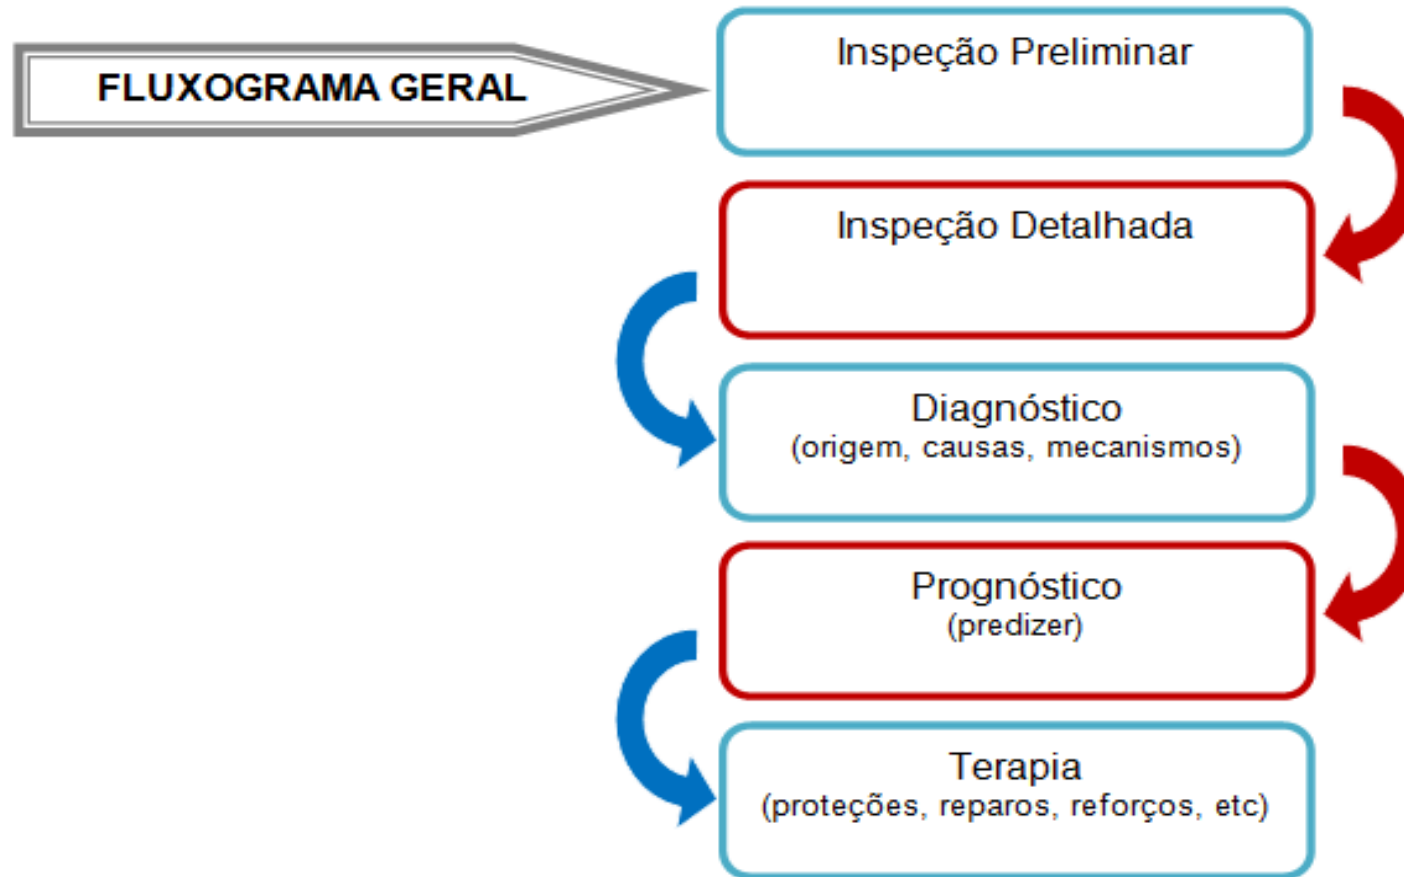 FLUXOGRAMA GERAL
Inspeção Preliminar
Inspeção Detalhada
Diagnóstico
(origem, causas, mecanismos)
Prognóstico
(predizer)
Terapia
(proteções, reparos, reforços, etc)